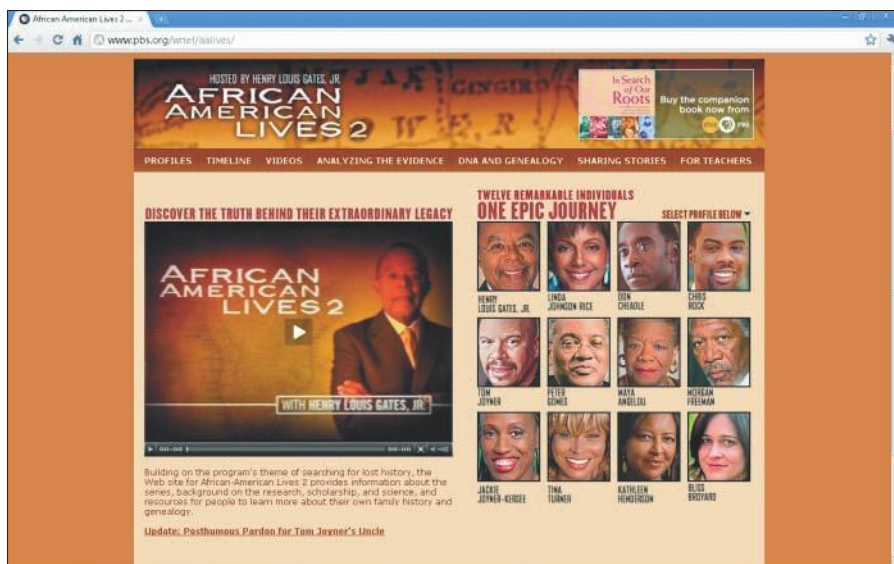 African American Lives 2 ...
www.pbs.org/wnet/aalives/
HOSTED BY HENRY LOUIS GATES, JR.
AFRICAN
AMERICAN
LIVES 2
In Search
of Our
Roots
Buy the companion
book now from
PBS
PROFILES TIMELINE VIDEOS ANALYZING THE EVIDENCE DNA AND GENEALOGY SHARING STORIES FOR TEACHERS
DISCOVER THE TRUTH BEHIND THEIR EXTRAORDINARY LEGACY
AFRICAN
AMERICAN
LIVES 2
WITH HENRY LOUIS GATES, JR.
00:00
00:00
Building on the program's theme of searching for lost history, the
Web site for African-American Lives 2 provides information about the
series, background on the research, scholarship, and science, and
resources for people to learn more about their own family history and
genealogy.
Update: Posthumous Pardon for Tom Joyner's Uncle
TWELVE REMARKABLE INDIVIDUALS
ONE EPIC JOURNEY
SELECT PROFILE BELOW
HENRY
LOUIS GATES, JR.
LINDA
JOHNSON RICE
DON
CHEADLE
CHRIS
ROCK
TOM
JOYNER
PETER
GOMES
MAYA
ANGELOU
MORGAN
FREEMAN
JACKIE
JOYNER-KERSEE
TINA
TURNER
KATHLEEN
HENDERSON
BLISS
BROYARD